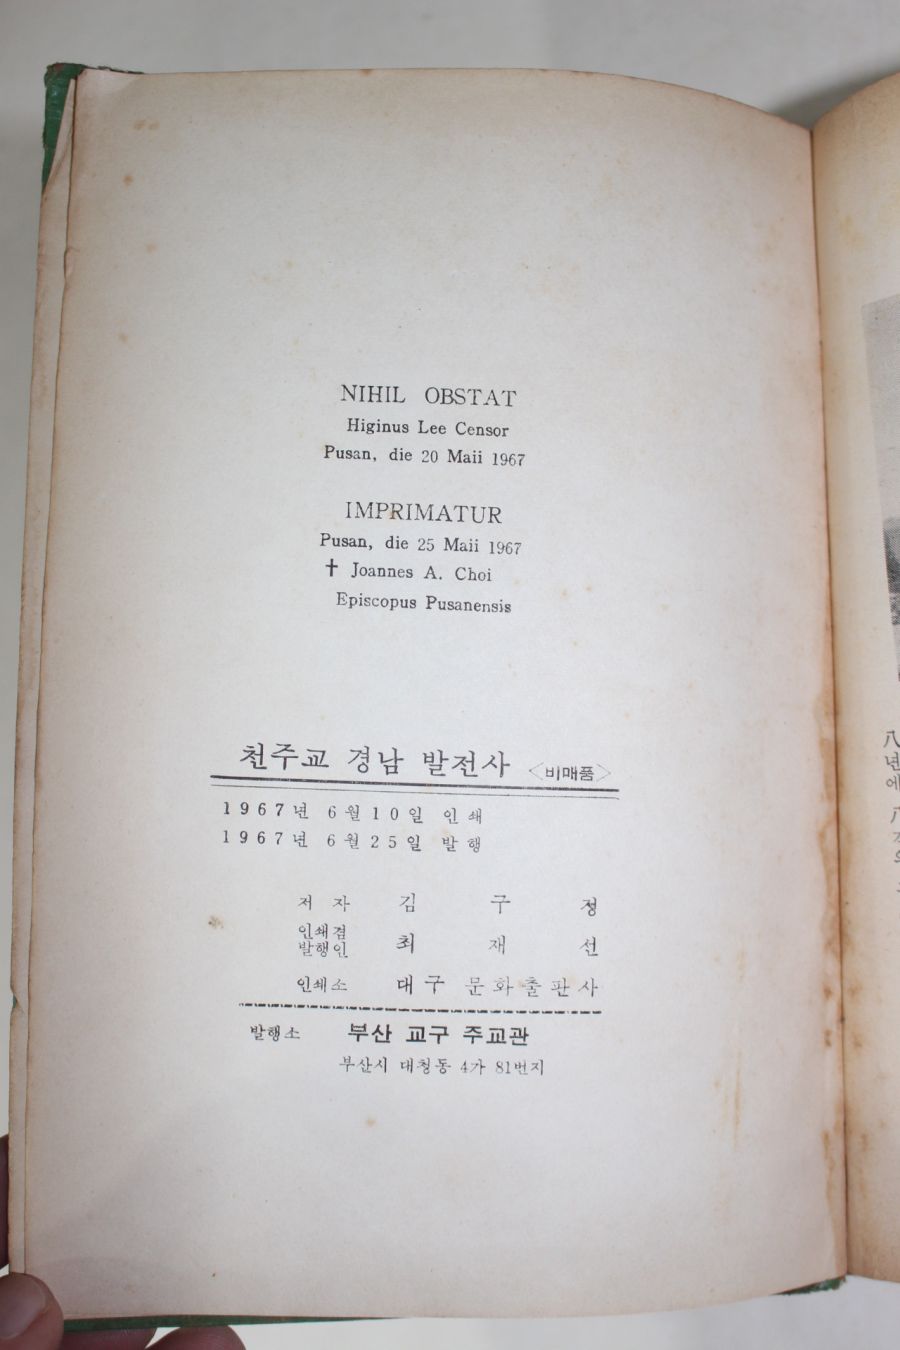 NIHIL OBSTAT
Higinus Lee Censor
Pusan, die 20 Maii 1967
IMPRIMATUR
Pusan, die 25 Maii 1967
✝ Joannes A. Choi
Episcopus Pusanensis
천주교 경남 발전사 <비매품>
1967년 6월 10일 인쇄
1967년 6월 25일 발행
저 자 김 구 정
인쇄겸
발행인 최 재 선
인쇄소 대구 문화출판사
발행소 부산 교구 주교관
부산시 대청동 4가 81번지
八
년
에